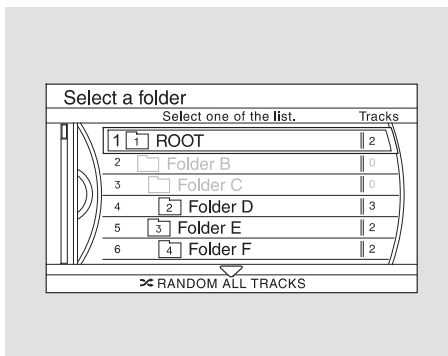 Select a folder
Select one of the list. Tracks
1 1 ROOT 2
2 Folder B 0
3 Folder C 0
4 2 Folder D 3
5 3 Folder E 2
6 4 Folder F 2
RANDOM ALL TRACKS